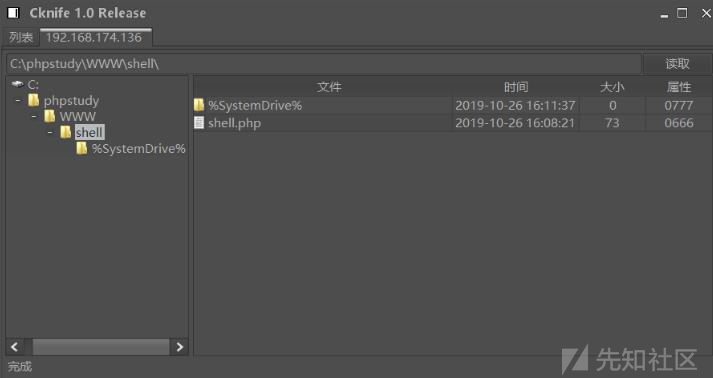 Cknife 1.0 Release
列表 192.168.174.136
C:\phpstudy\WWW\shell\ 读取
C:
phpstudy
WWW
shell
%SystemDrive%
文件 时间 大小 属性
%SystemDrive% 2019-10-26 16:11:37 0 0777
shell.php 2019-10-26 16:08:21 73 0666
完成
先知社区